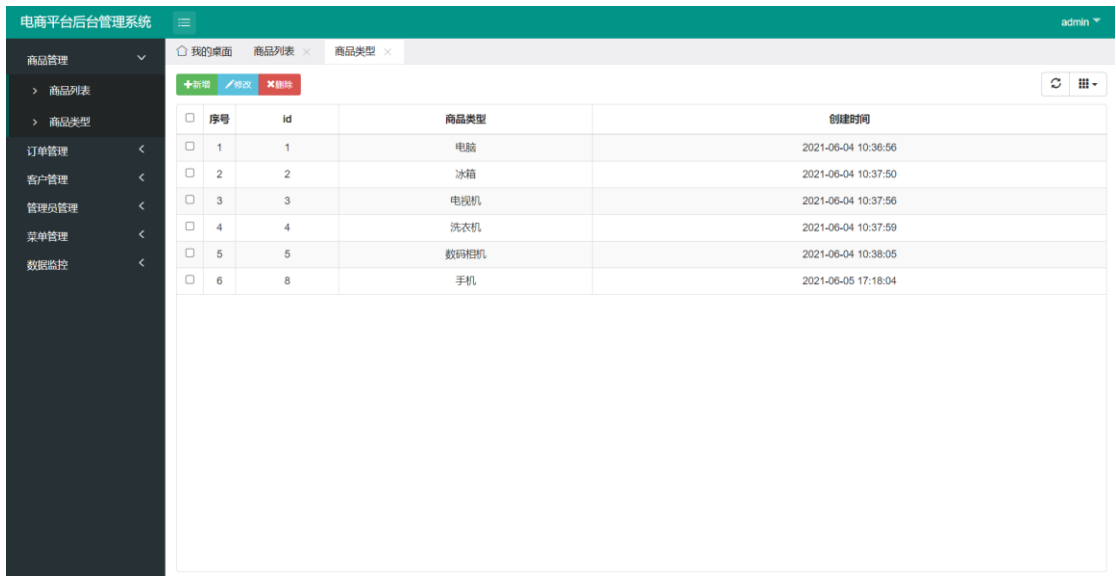 电商平台后台管理系统 admin
商品管理
商品列表
商品类型
订单管理
客户管理
管理员管理
菜单管理
数据监控
我的桌面 商品列表 商品类型
新增 修改 删除
序号 id 商品类型 创建时间
1 1 电脑 2021-06-04 10:36:56
2 2 冰箱 2021-06-04 10:37:50
3 3 电视机 2021-06-04 10:37:56
4 4 洗衣机 2021-06-04 10:37:59
5 5 数码相机 2021-06-04 10:38:05
6 8 手机 2021-06-05 17:18:04